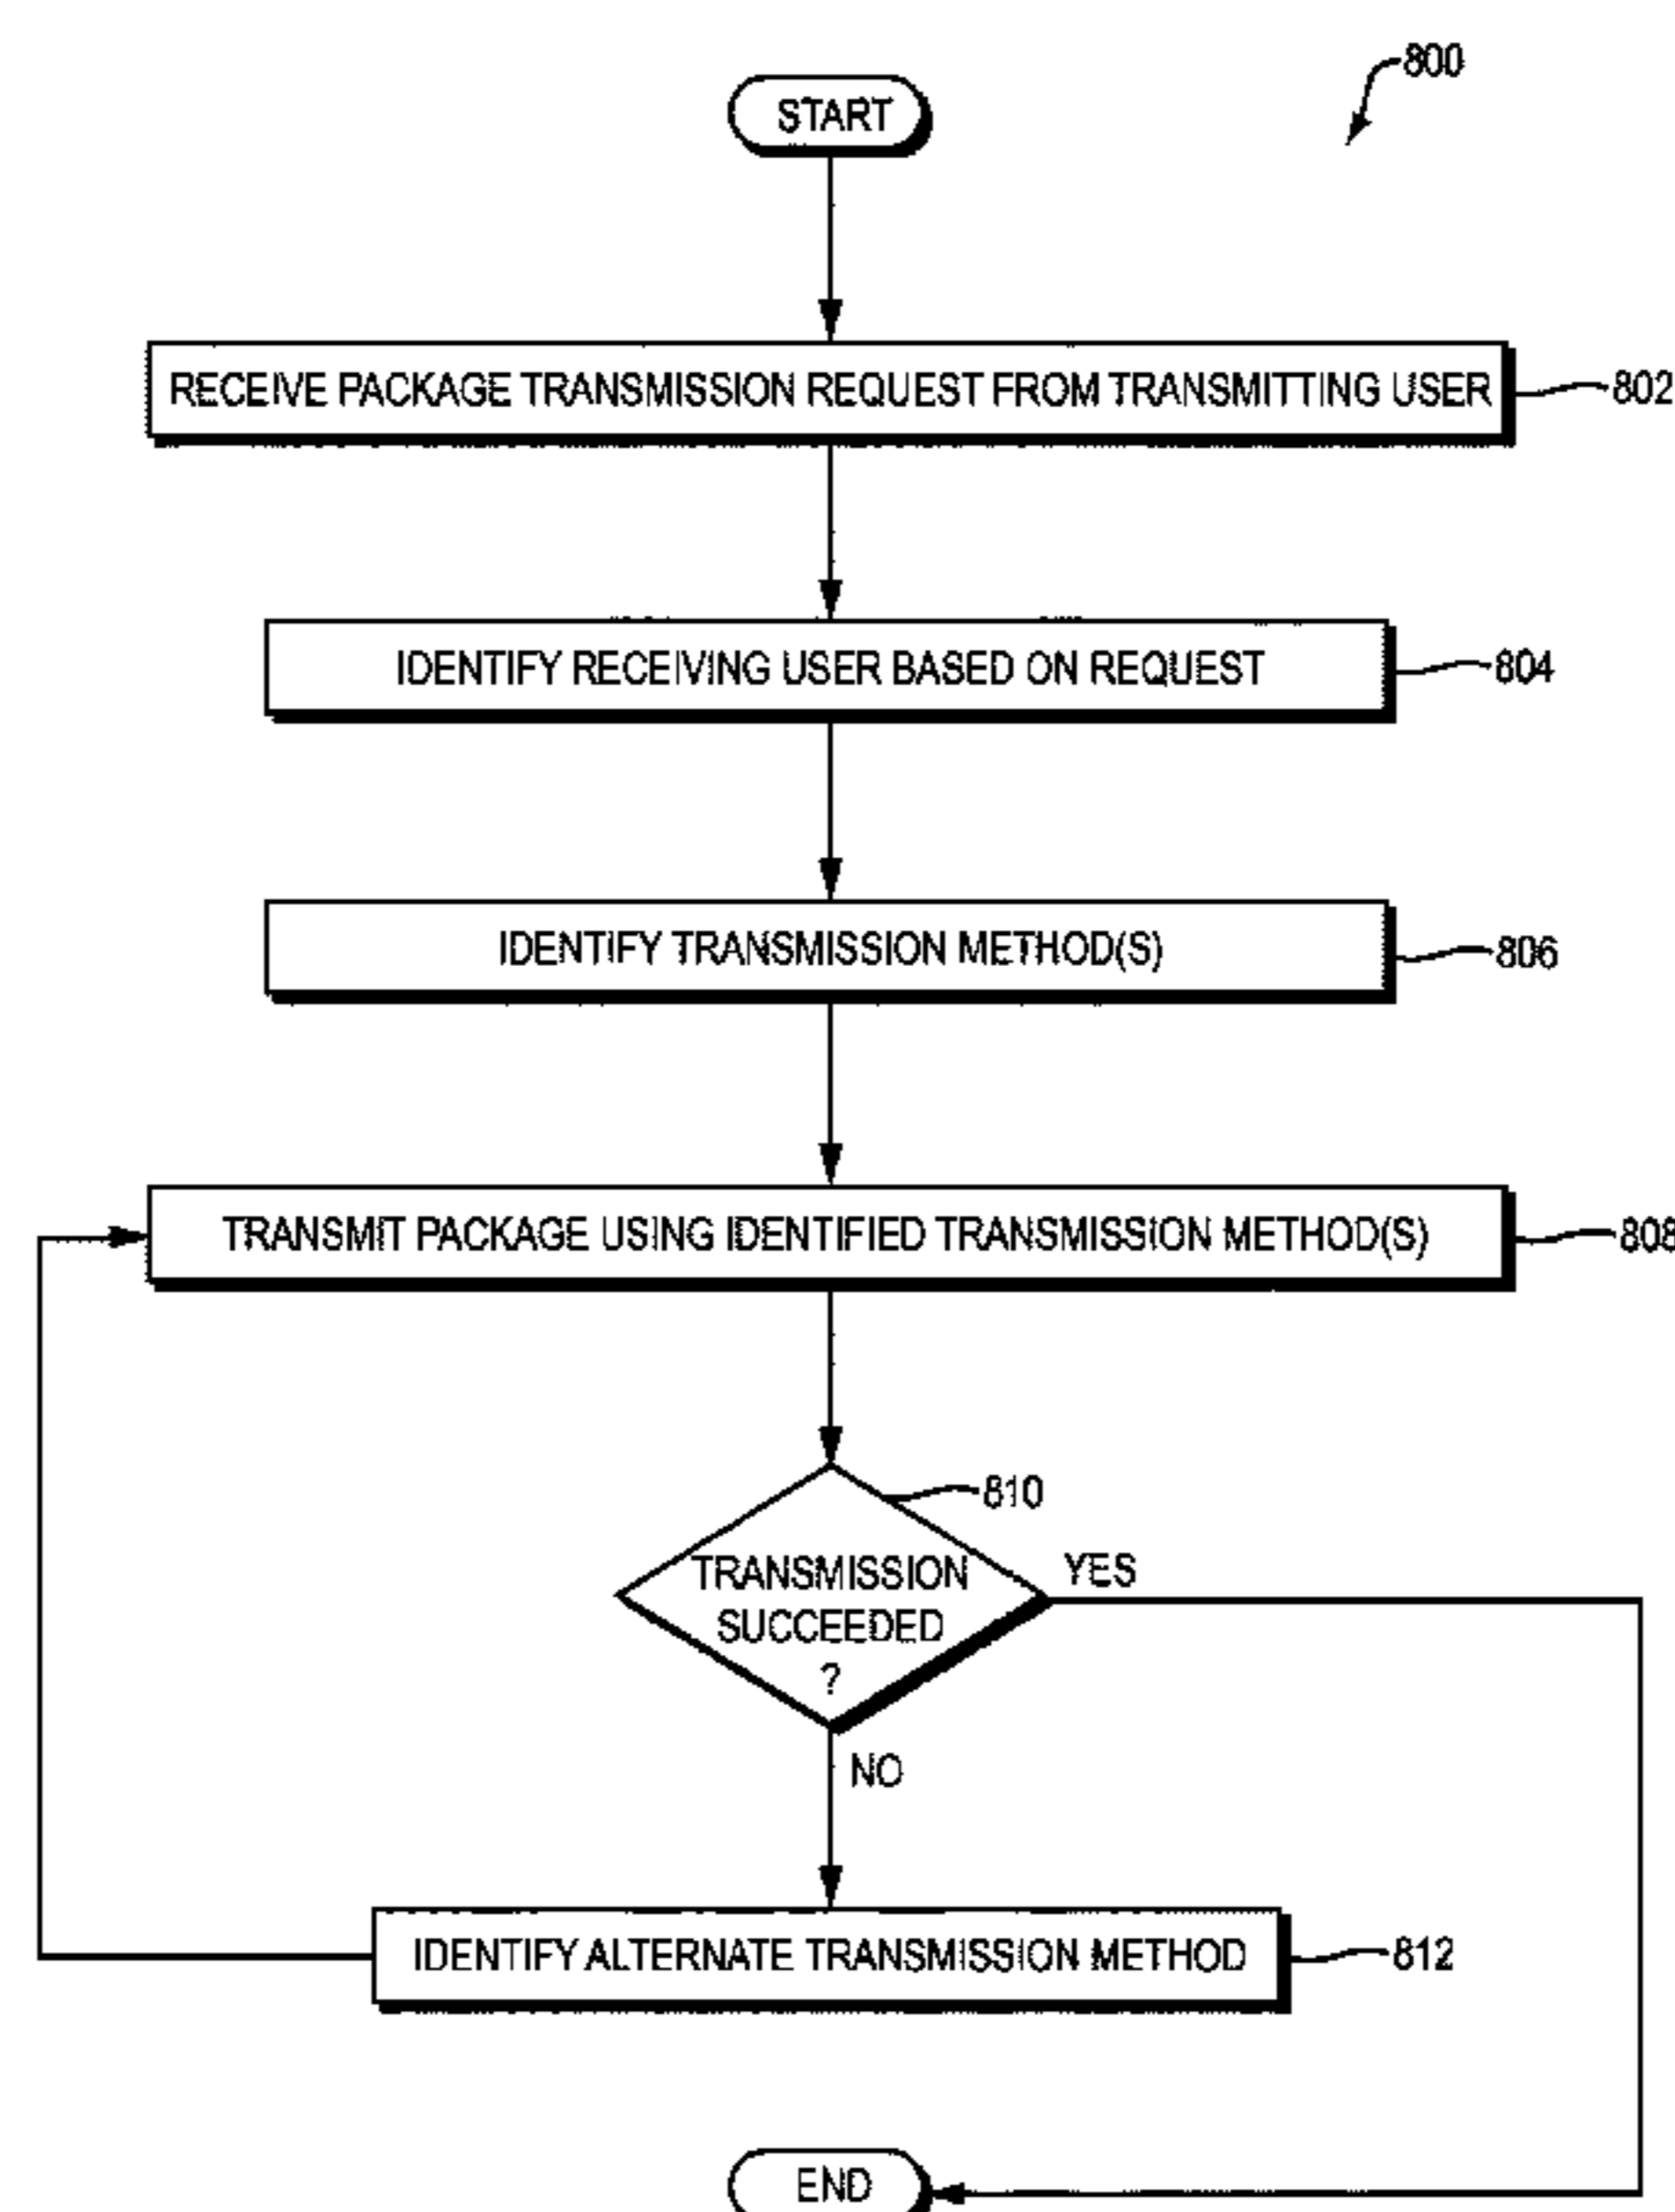 800
START
RECEIVE PACKAGE TRANSMISSION REQUEST FROM TRANSMITTING USER
802
IDENTIFY RECEIVING USER BASED ON REQUEST
804
IDENTIFY TRANSMISSION METHOD(S)
806
TRANSMIT PACKAGE USING IDENTIFIED TRANSMISSION METHOD(S)
808
810
TRANSMISSION
SUCCEEDED
?
YES
NO
IDENTIFY ALTERNATE TRANSMISSION METHOD
812
END